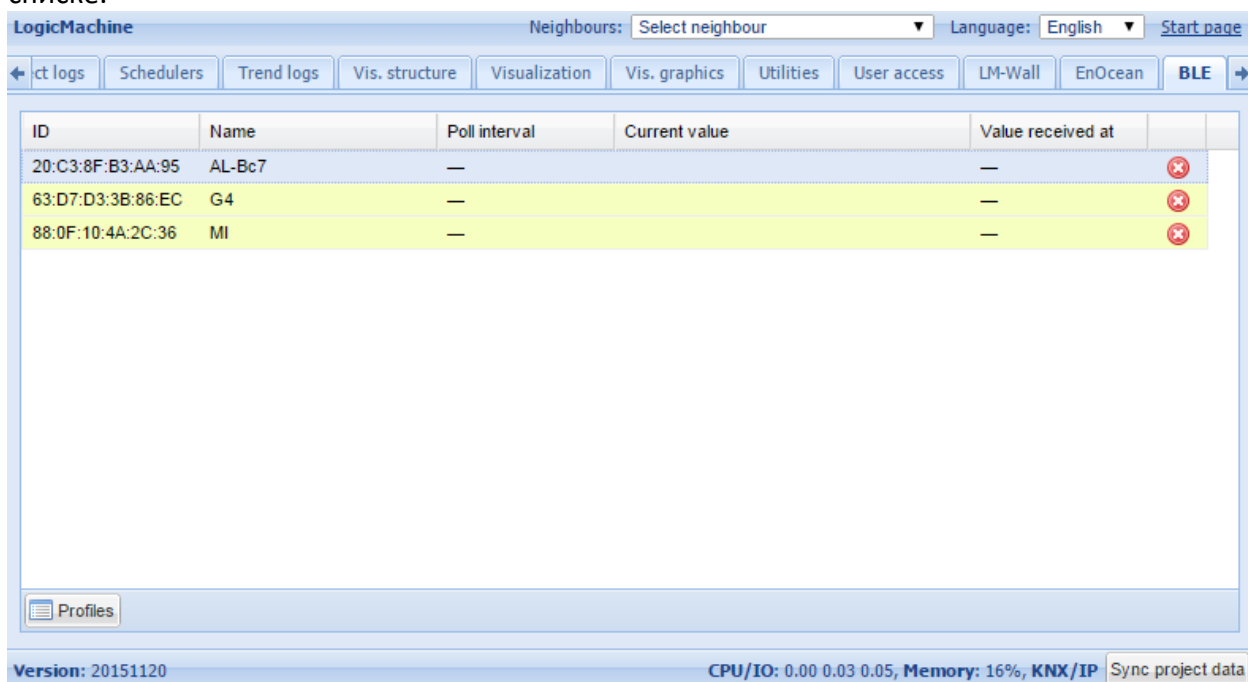 списке.
LogicMachine Neighbours: Select neighbour Language: English Start page
ct logs Schedulers Trend logs Vis. structure Visualization Vis. graphics Utilities User access LM-Wall EnOcean BLE
ID Name Poll interval Current value Value received at
20:C3:8F:B3:AA:95 AL-Bc7 — —
63:D7:D3:3B:86:EC G4 — —
88:0F:10:4A:2C:36 MI — —
Profiles
Version: 20151120 CPU/IO: 0.00 0.03 0.05, Memory: 16%, KNX/IP Sync project data